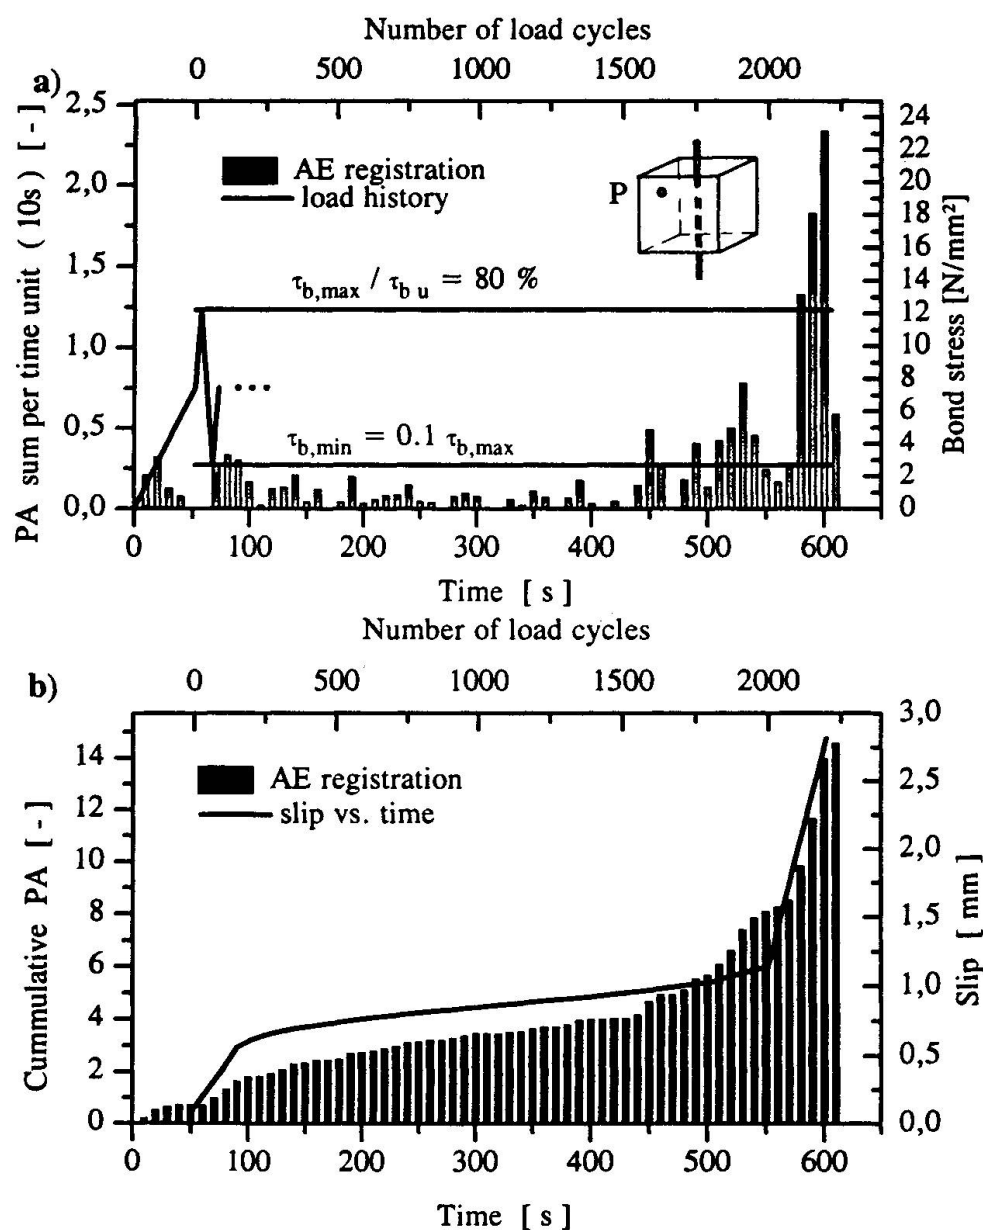 Number of load cycles
0 500 1000 1500 2000
a)
PA sum per time unit ( 10s ) [ - ]
2,5
2,0
1,5
1,0
0,5
0,0
AE registration
load history
P
τb,max / τb u = 80 %
τb,min = 0.1 τb,max
24
22
20
18
16
14
12
10
8
6
4
2
0
Bond stress [N/mm²]
0 100 200 300 400 500 600
Time [ s ]
Number of load cycles
0 500 1000 1500 2000
b)
Cummulative PA [ - ]
14
12
10
8
6
4
2
0
AE registration
slip vs. time
3,0
2,5
2,0
1,5
1,0
0,5
0,0
Slip [ mm ]
0 100 200 300 400 500 600
Time [ s ]